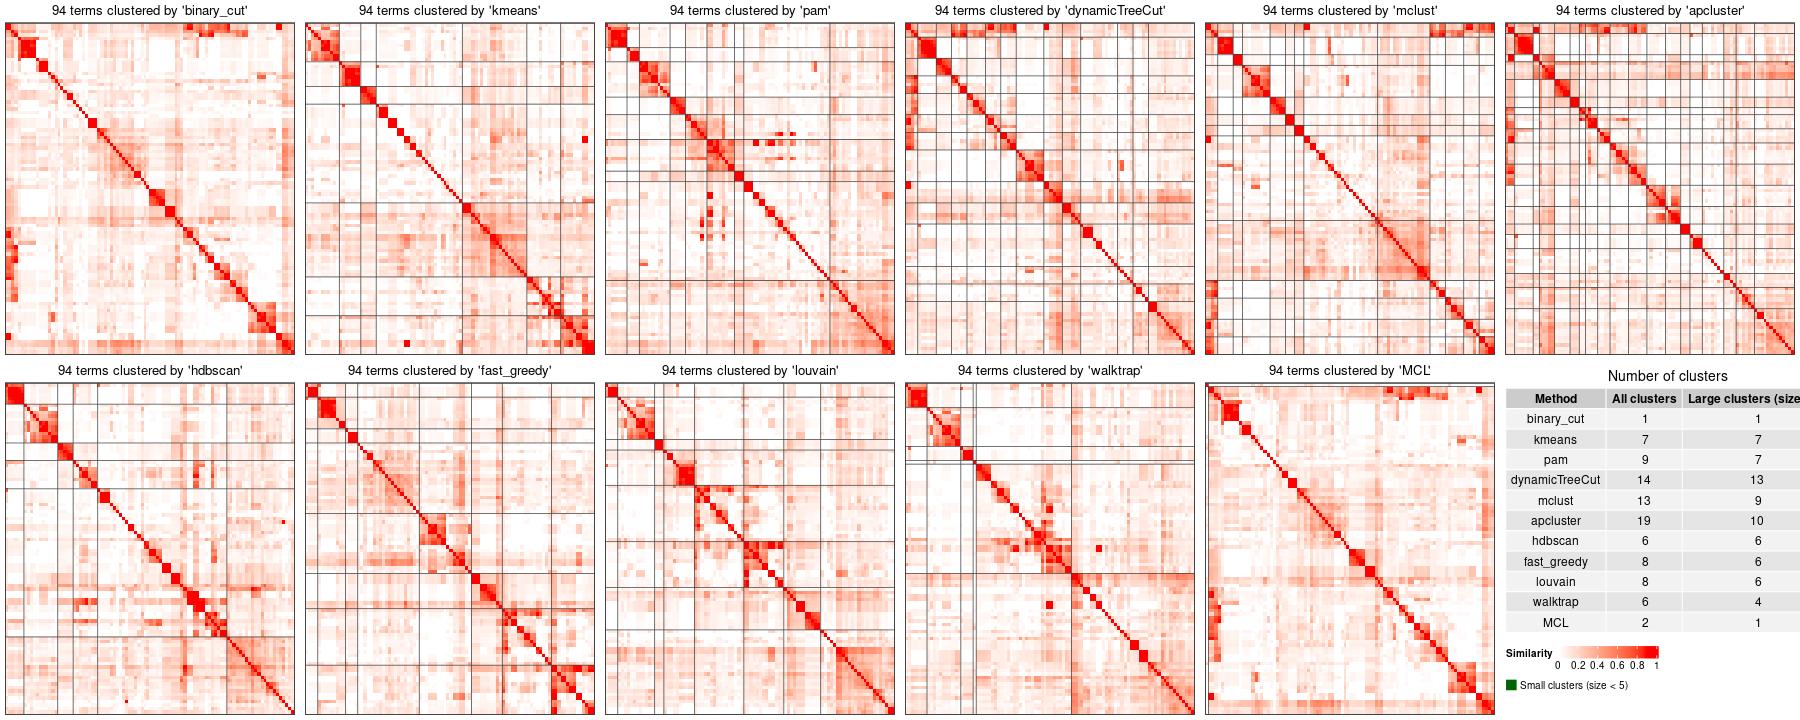 94 terms clustered by 'binary_cut'
94 terms clustered by 'kmeans'
94 terms clustered by 'pam'
94 terms clustered by 'dynamicTreeCut'
94 terms clustered by 'mclust'
94 terms clustered by 'apcluster'
94 terms clustered by 'hdbscan'
94 terms clustered by 'fast_greedy'
94 terms clustered by 'louvain'
94 terms clustered by 'walktrap'
94 terms clustered by 'MCL'
Number of clusters
Method All clusters Large clusters (size
binary_cut 1 1
kmeans 7 7
pam 9 7
dynamicTreeCut 14 13
mclust 13 9
apcluster 19 10
hdbscan 6 6
fast_greedy 8 6
louvain 8 6
walktrap 6 4
MCL 2 1
Similarity
0 0.2 0.4 0.6 0.8 1
Small clusters (size < 5)